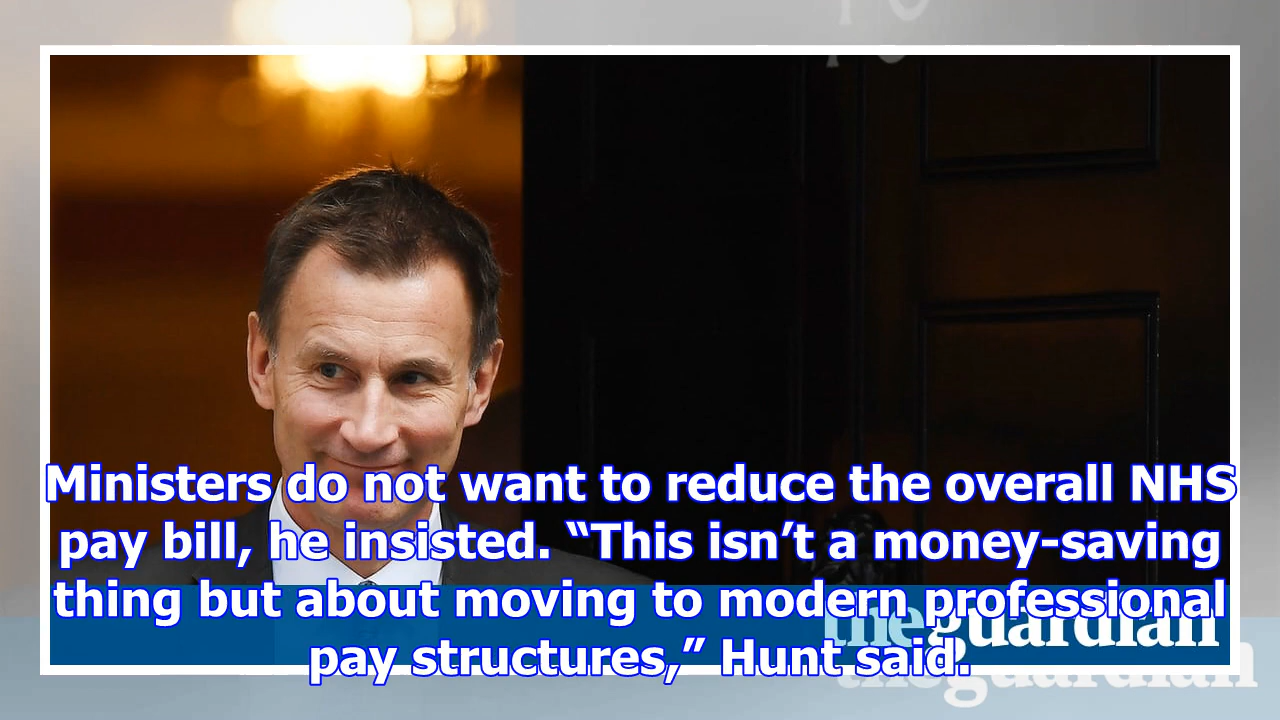 Ministers do not want to reduce the overall NHS
pay bill, he insisted. “This isn’t a money-saving
thing but about moving to modern professional
pay structures,” Hunt said.
theguardian
theguardian